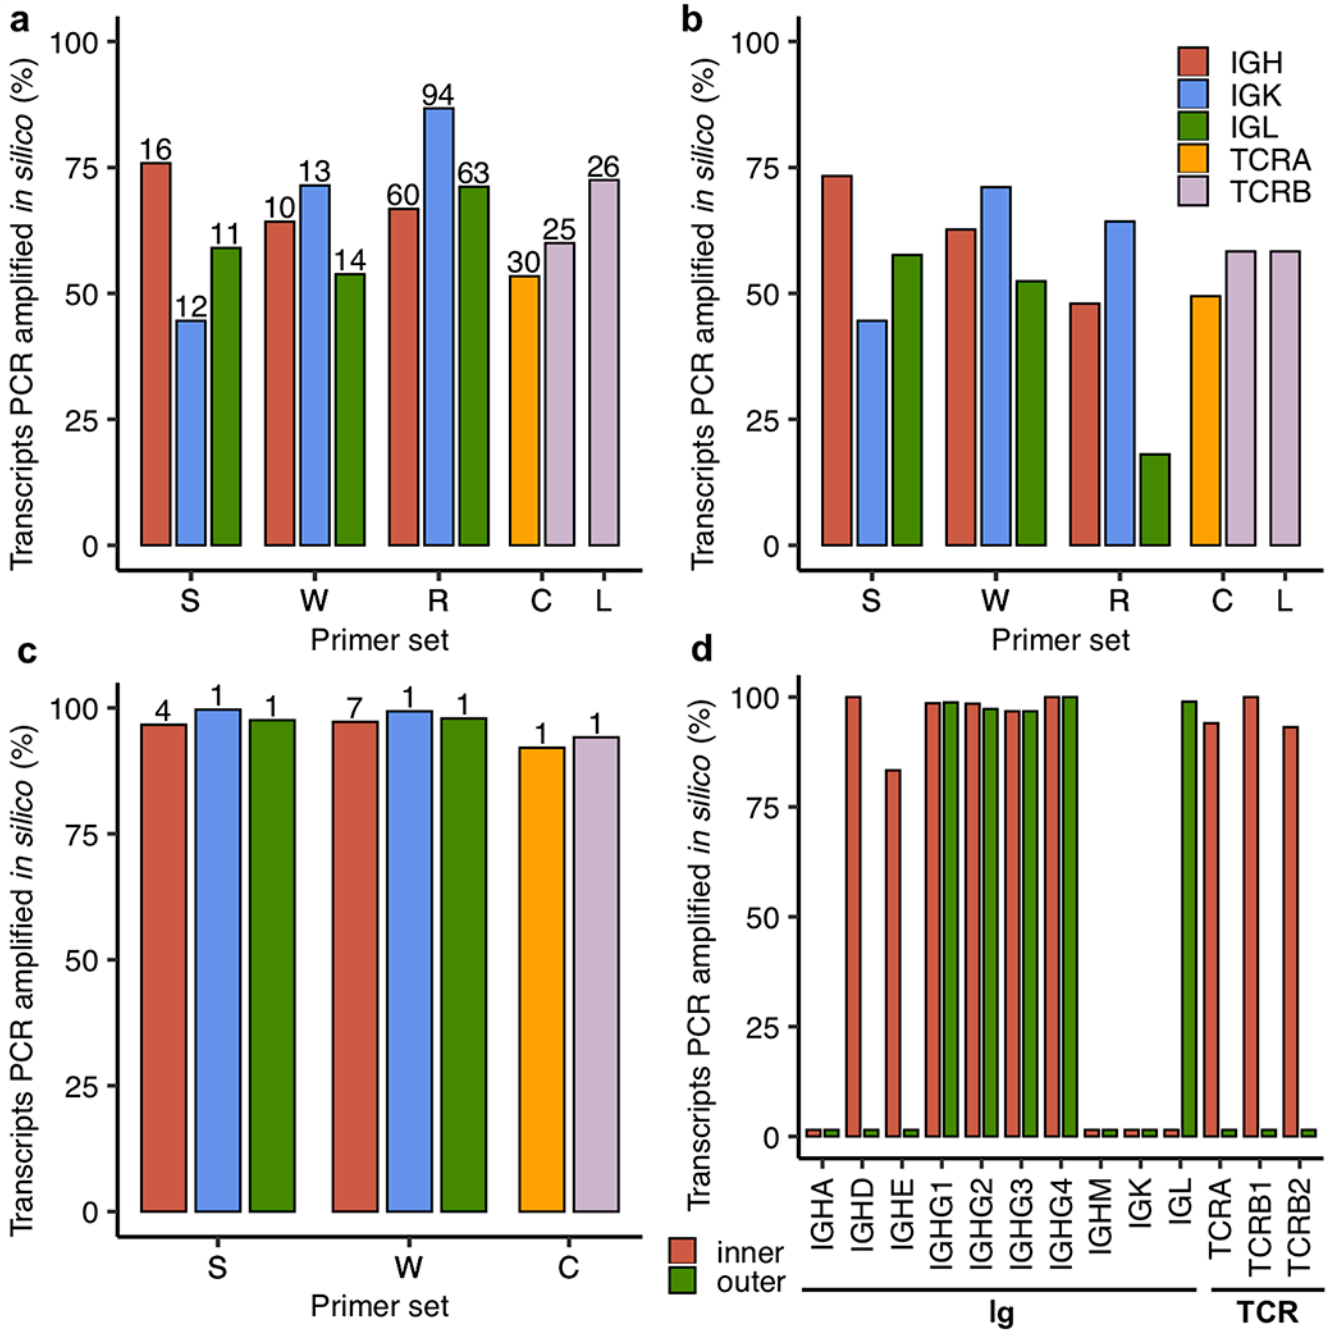 a
Transcripts PCR amplified in silico (%)
100
75
50
25
0
16
12
11
10
13
14
60
94
63
30
25
26
S W R C L
Primer set
b
Transcripts PCR amplified in silico (%)
100
75
50
25
0
IGH
IGK
IGL
TCRA
TCRB
S W R C L
Primer set
c
Transcripts PCR amplified in silico (%)
100
75
50
25
0
4
1
1
7
1
1
1
1
S W C
Primer set
d
Transcripts PCR amplified in silico (%)
100
75
50
25
0
IGHA
IGHD
IGHE
IGHG1
IGHG2
IGHG3
IGHG4
IGHM
IGK
IGL
TCRA
TCRB1
TCRB2
inner
outer
Ig
TCR